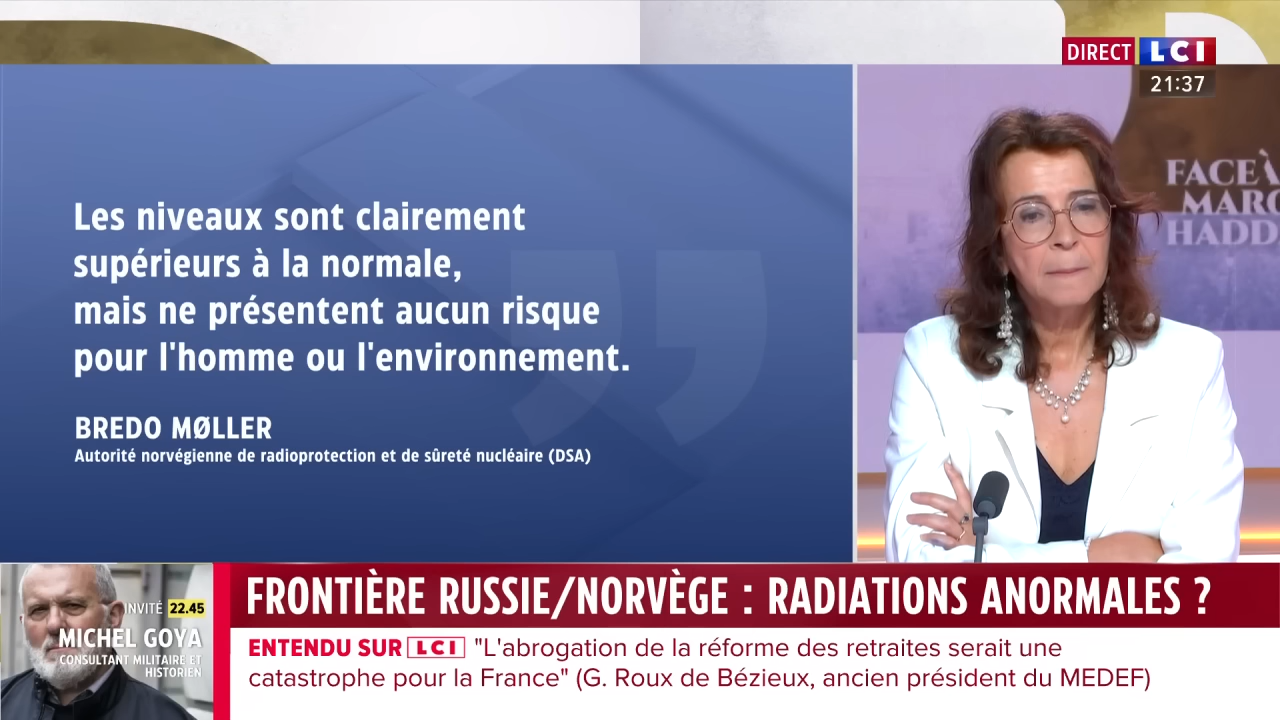 DIRECT LCI
21:37
FACE À
MARC
HADD
Les niveaux sont clairement
supérieurs à la normale,
mais ne présentent aucun risque
pour l'homme ou l'environnement.
BREDO MØLLER
Autorité norvégienne de radioprotection et de sûreté nucléaire (DSA)
INVITÉ 22.45
MICHEL GOYA
CONSULTANT MILITAIRE ET
HISTORIEN
FRONTIÈRE RUSSIE/NORVÈGE : RADIATIONS ANORMALES ?
ENTENDU SUR LCI "L'abrogation de la réforme des retraites serait une
catastrophe pour la France" (G. Roux de Bézieux, ancien président du MEDEF)